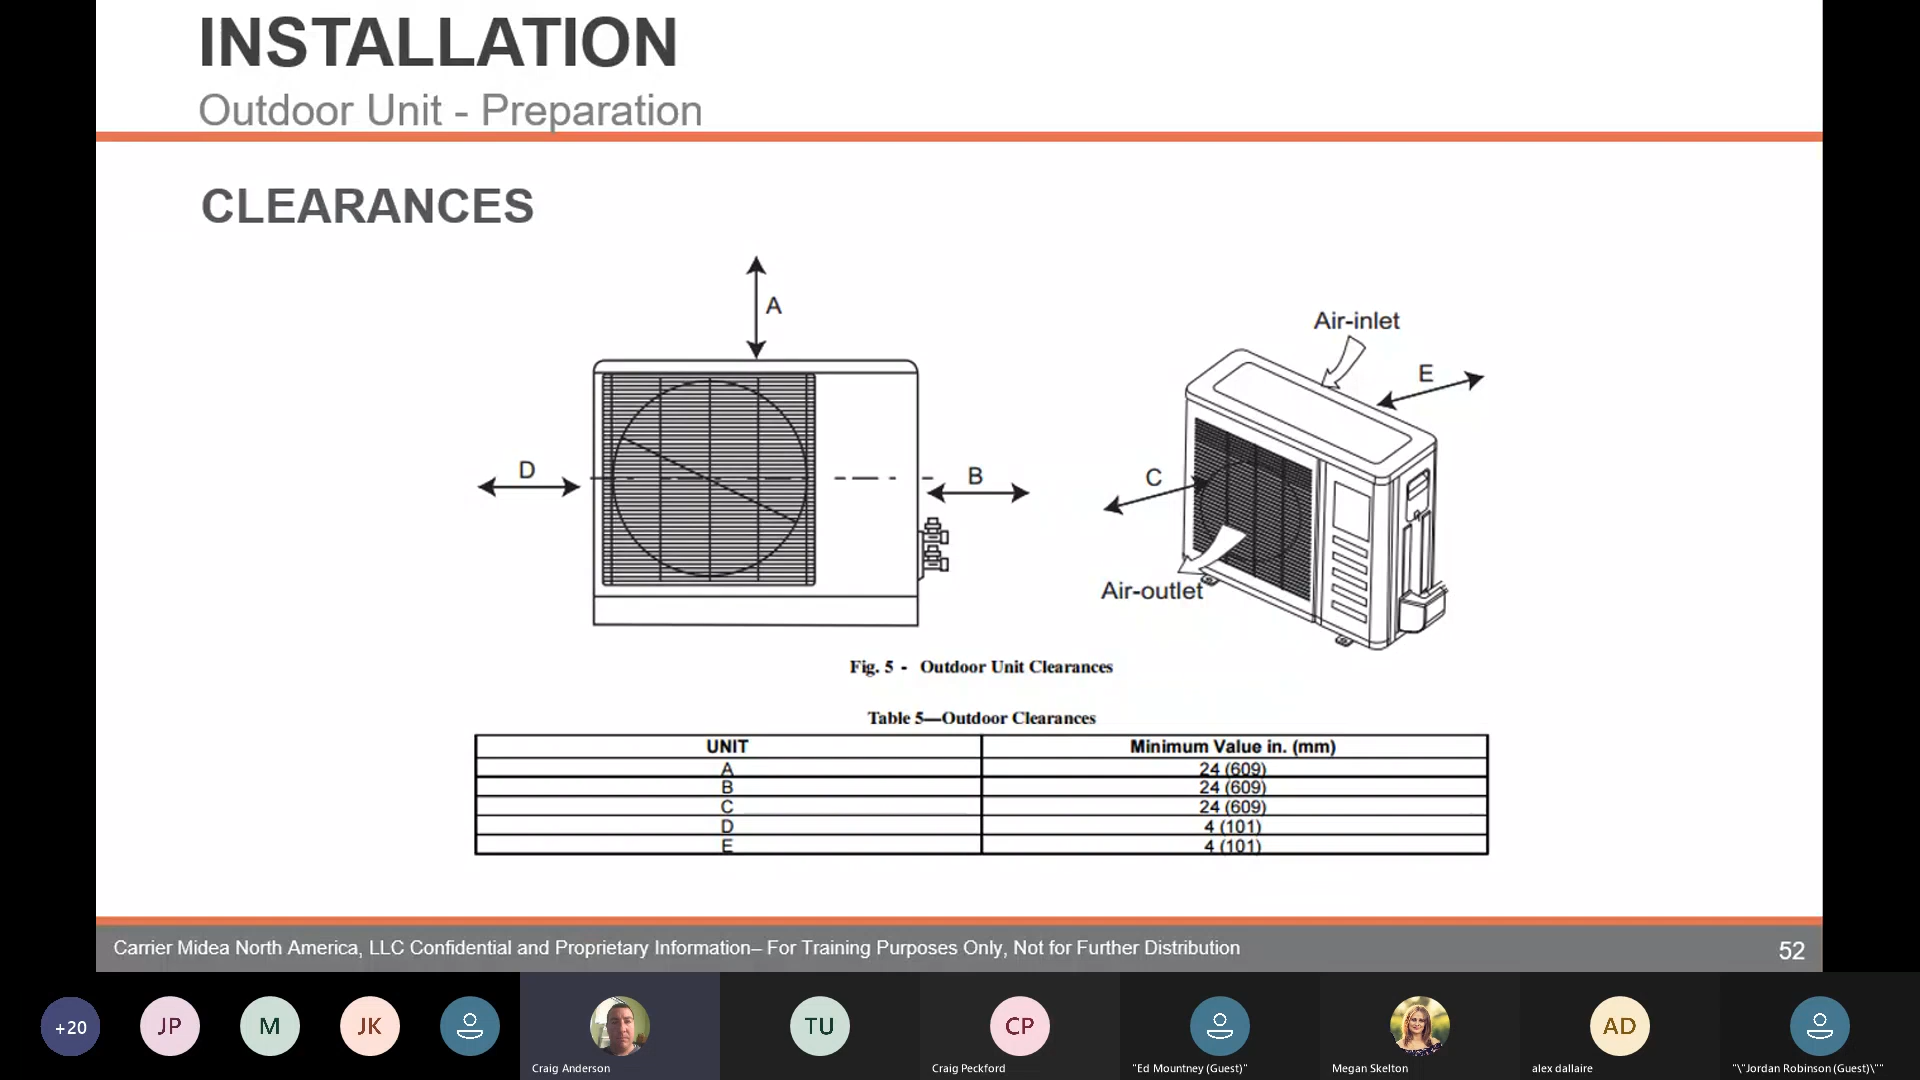 INSTALLATION
Outdoor Unit - Preparation
CLEARANCES
A
D
B
Air-inlet
E
C
Air-outlet
Fig. 5 - Outdoor Unit Clearances
Table 5—Outdoor Clearances
UNIT Minimum Value in. (mm)
A 24 (609)
B 24 (609)
C 24 (609)
D 4 (101)
E 4 (101)
Carrier Midea North America, LLC Confidential and Proprietary Information– For Training Purposes Only, Not for Further Distribution
52
+20
JP
M
JK
TU
CP
AD
Craig Anderson
Craig Peckford
"Ed Mountney (Guest)"
Megan Skelton
alex dallaire
"\"Jordan Robinson (Guest)\""